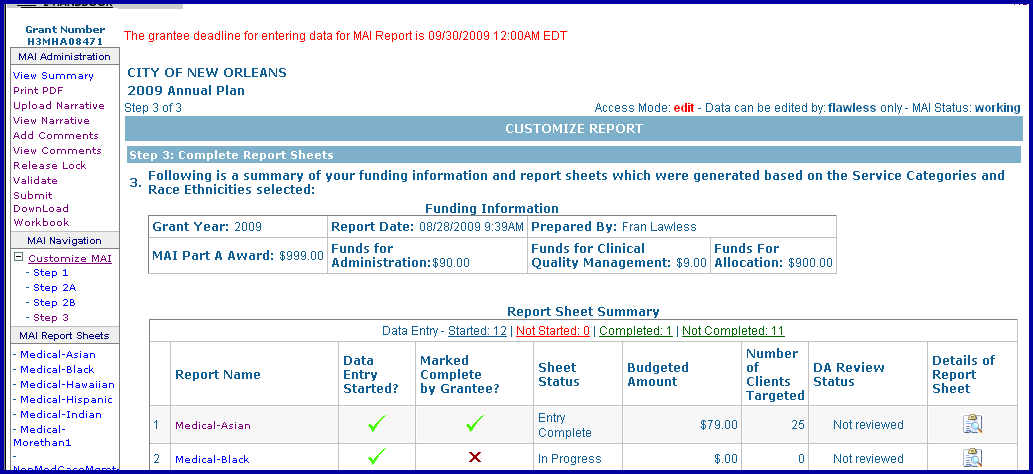 Grant Number
H3MHA08471
MAI Administration
View Summary
Print PDF
Upload Narrative
View Narrative
Add Comments
View Comments
Release Lock
Validate
Submit
DownLoad
Workbook
MAI Navigation
Customize MAI
- Step 1
- Step 2A
- Step 2B
- Step 3
MAI Report Sheets
- Medical-Asian
- Medical-Black
- Medical-Hawaiian
- Medical-Hispanic
- Medical-Indian
- Medical-
Morethan1
-
The grantee deadline for entering data for MAI Report is 09/30/2009 12:00AM EDT
CITY OF NEW ORLEANS
2009 Annual Plan
Step 3 of 3
Access Mode: edit - Data can be edited by: flawless only - MAI Status: working
CUSTOMIZE REPORT
Step 3: Complete Report Sheets
3. Following is a summary of your funding information and report sheets which were generated based on the Service Categories and
Race Ethnicities selected:
Funding Information
Grant Year: 2009 Report Date: 08/28/2009 9:39AM Prepared By: Fran Lawless
MAI Part A Award: $999.00 Funds for Administration:$90.00 Funds for Clinical Quality Management: $9.00 Funds For Allocation: $900.00
Report Sheet Summary
Data Entry - Started: 12 | Not Started: 0 | Completed: 1 | Not Completed: 11
Report Name Data Entry Started? Marked Complete by Grantee? Sheet Status Budgeted Amount Number of Clients Targeted DA Review Status Details of Report Sheet
1 Medical-Asian Entry Complete $79.00 25 Not reviewed
2 Medical-Black In Progress $.00 0 Not reviewed